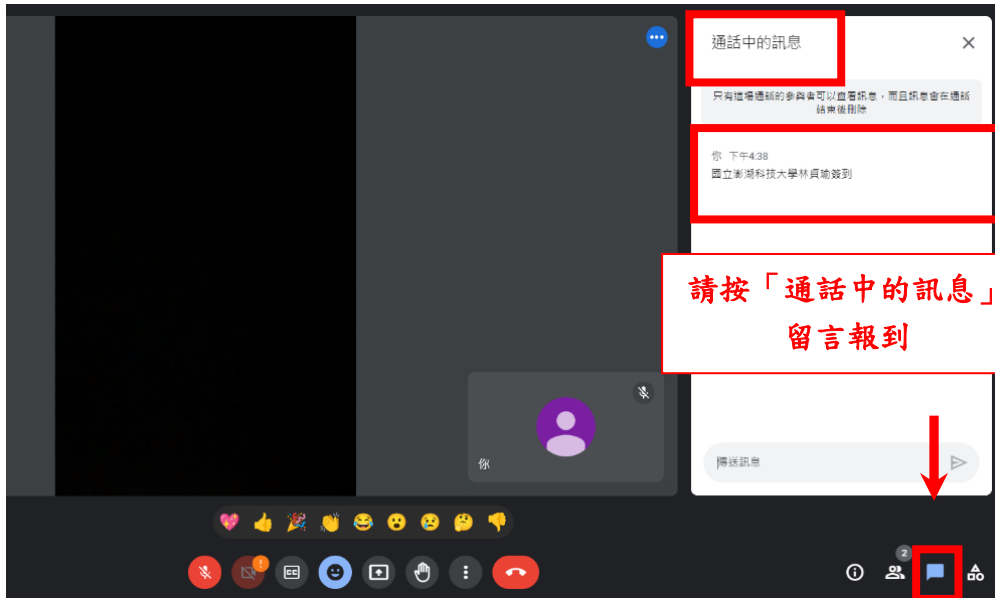 通話中的訊息
只有這場通話的參與者可以查看訊息，而且訊息會在通話
結束後刪除
你 下午4:38
國立澎湖科技大學林貞瑜簽到
請按「通話中的訊息」
留言報到
你
傳送訊息
CC
2